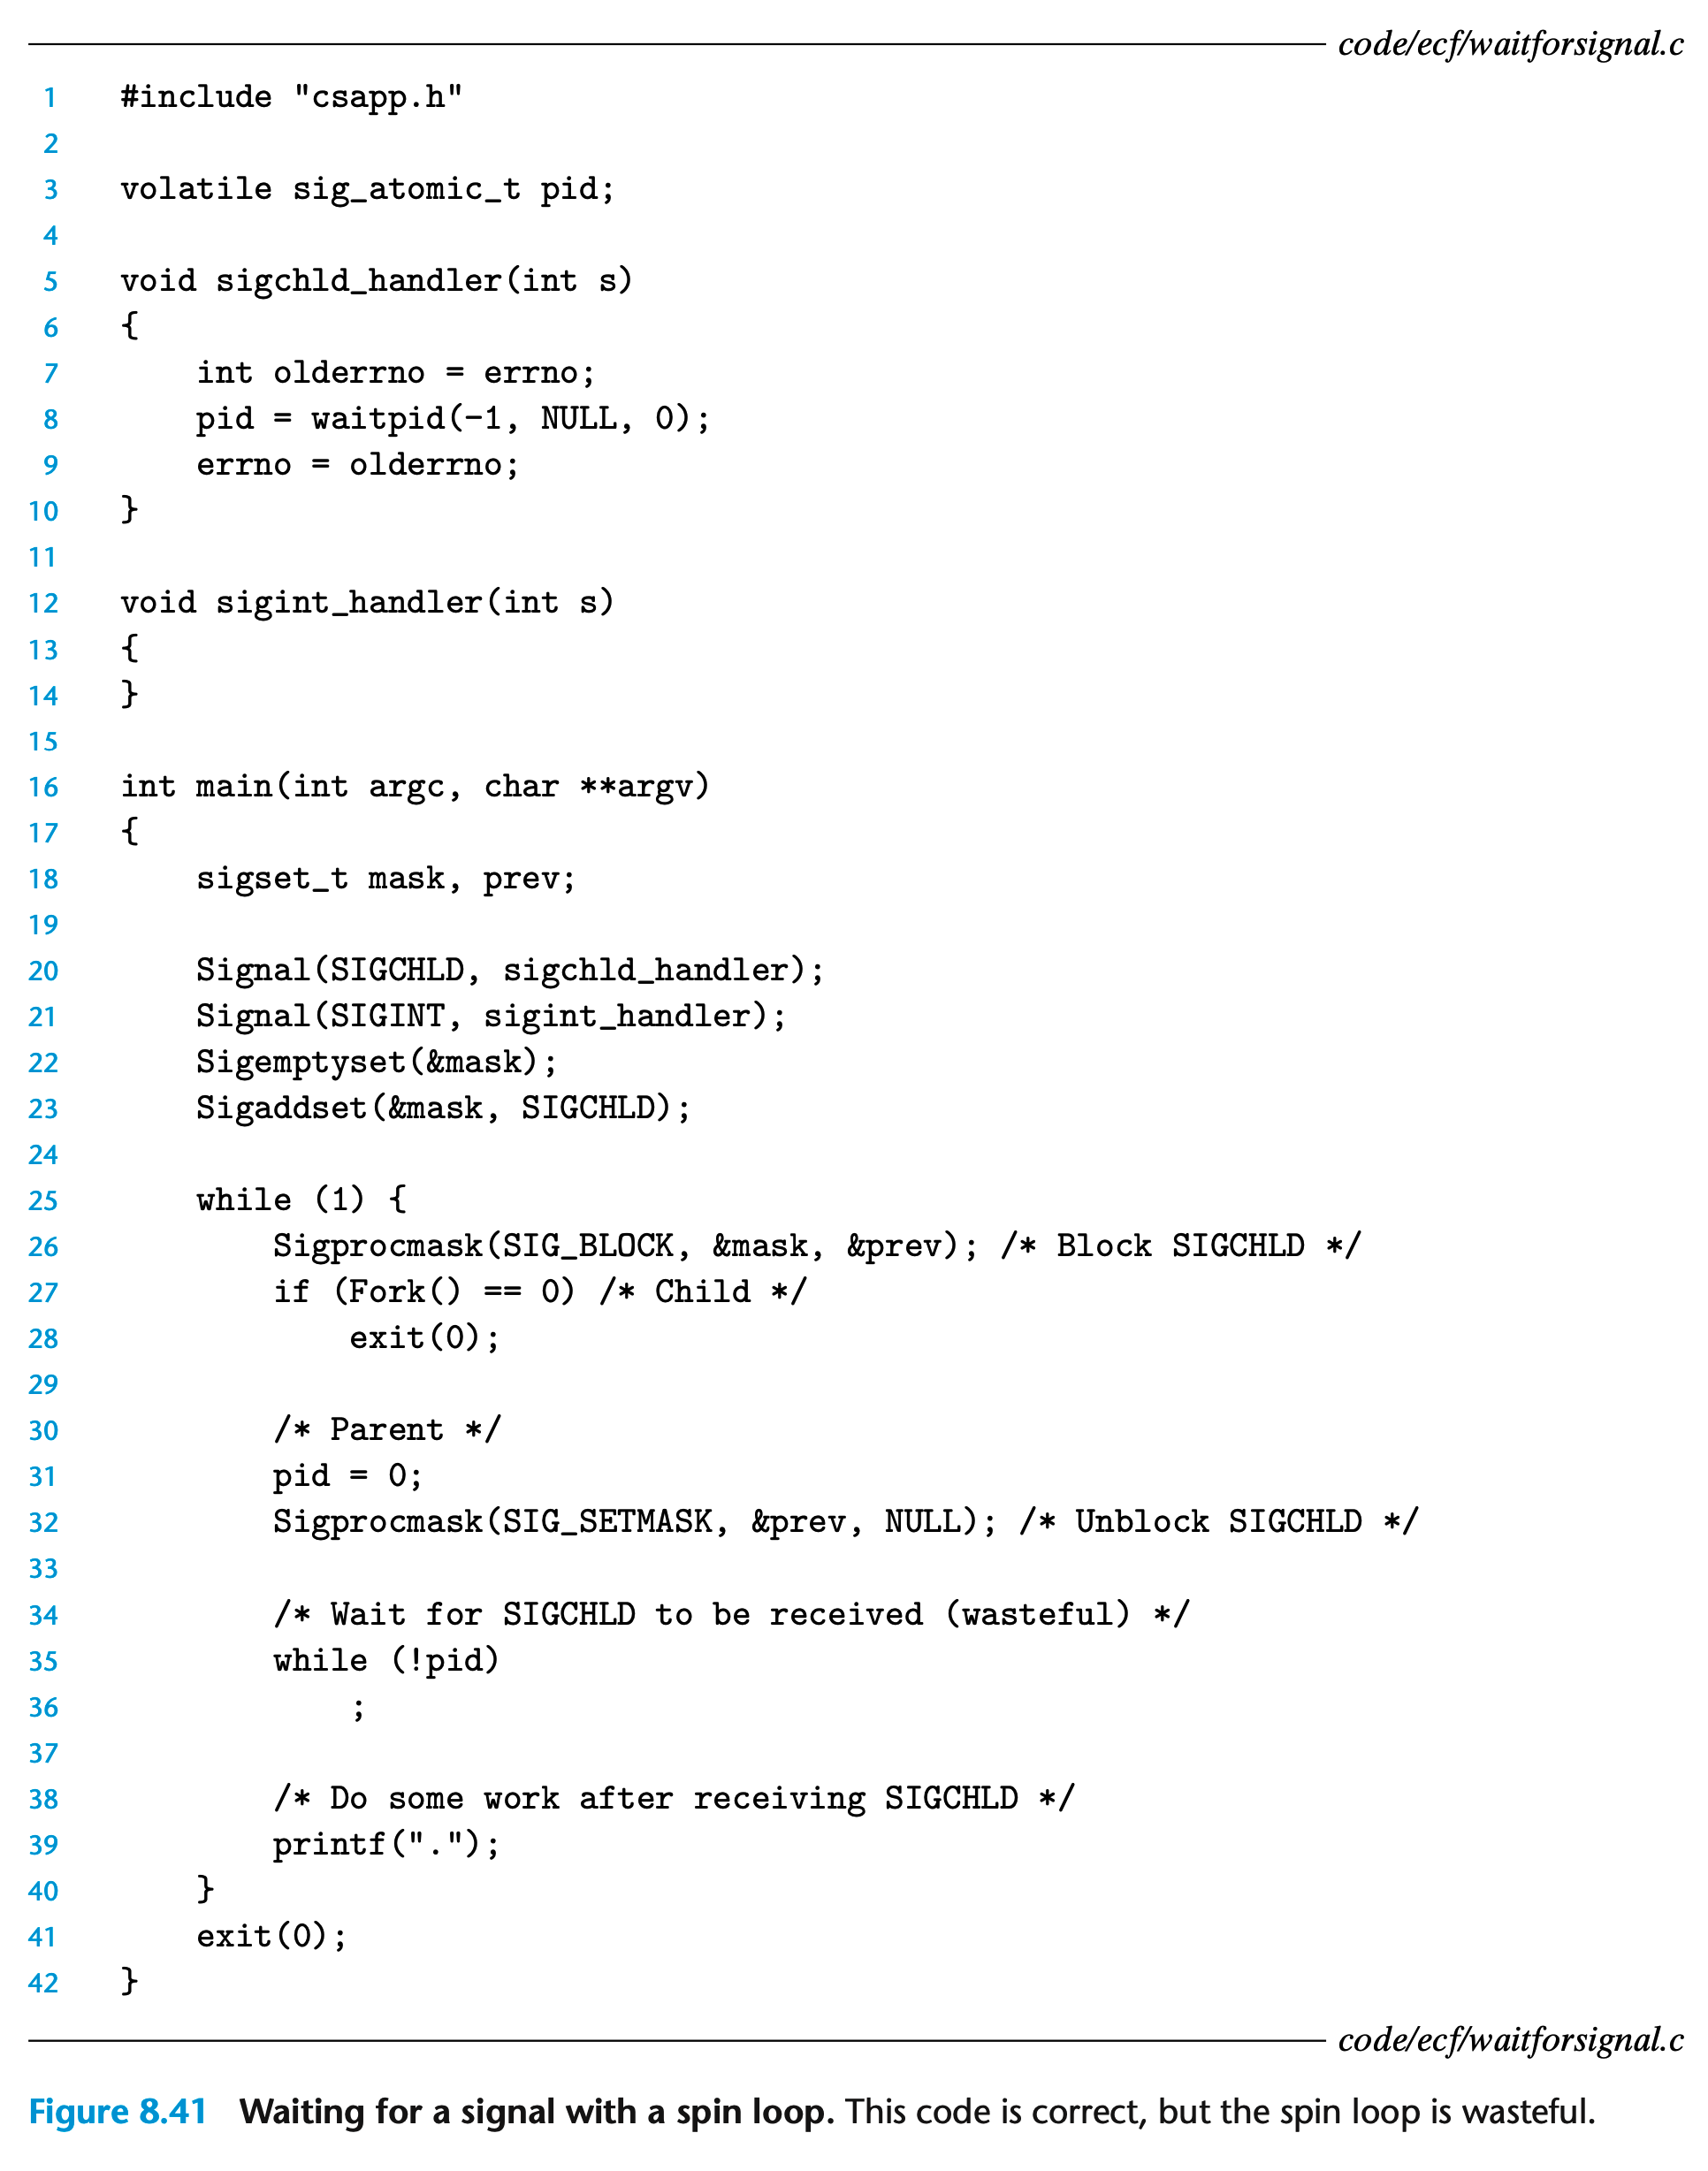 code/ecf/waitforsignal.c
1 #include "csapp.h"
2
3 volatile sig_atomic_t pid;
4
5 void sigchld_handler(int s)
6 {
7     int olderrno = errno;
8     pid = waitpid(-1, NULL, 0);
9     errno = olderrno;
10 }
11
12 void sigint_handler(int s)
13 {
14 }
15
16 int main(int argc, char **argv)
17 {
18     sigset_t mask, prev;
19
20     Signal(SIGCHLD, sigchld_handler);
21     Signal(SIGINT, sigint_handler);
22     Sigemptyset(&mask);
23     Sigaddset(&mask, SIGCHLD);
24
25     while (1) {
26         Sigprocmask(SIG_BLOCK, &mask, &prev); /* Block SIGCHLD */
27         if (Fork() == 0) /* Child */
28             exit(0);
29
30         /* Parent */
31         pid = 0;
32         Sigprocmask(SIG_SETMASK, &prev, NULL); /* Unblock SIGCHLD */
33
34         /* Wait for SIGCHLD to be received (wasteful) */
35         while (!pid)
36             ;
37
38         /* Do some work after receiving SIGCHLD */
39         printf(".");
40     }
41     exit(0);
42 }
code/ecf/waitforsignal.c
Figure 8.41 Waiting for a signal with a spin loop. This code is correct, but the spin loop is wasteful.